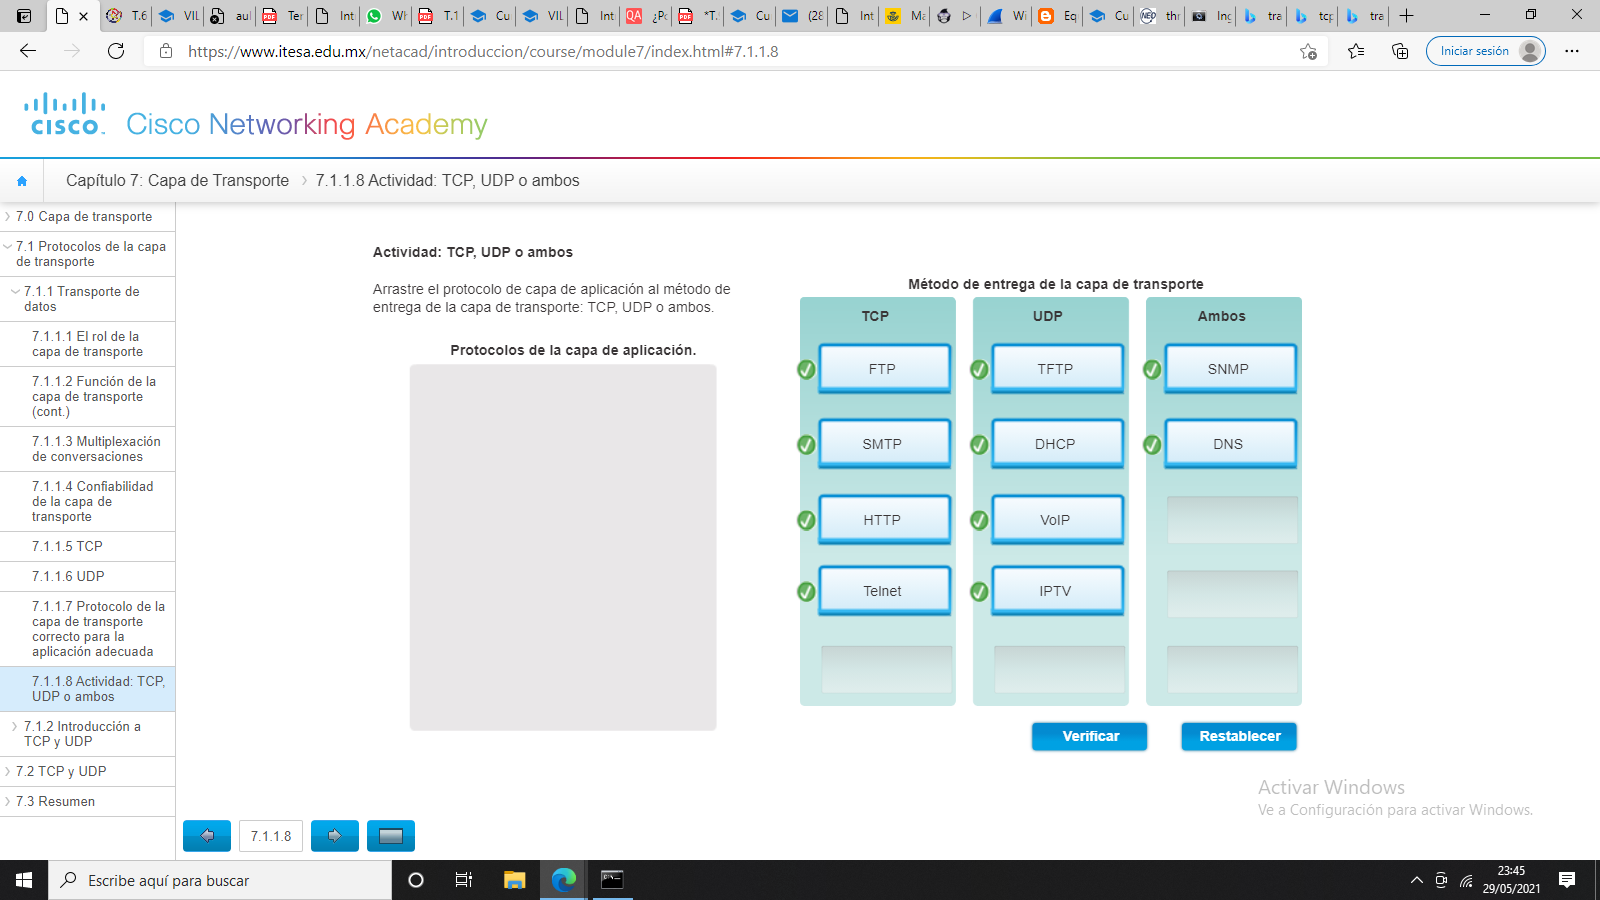 T.6
VIL
aul
Ter
Int
Wh
T.1
Cu
VIL
Int
¿Po
*T.
Cu
(28
Int
Ma
Wi
Eq
Cu
thr
Ing
tra
tcp
tra
https://www.itesa.edu.mx/netacad/introduccion/course/module7/index.html#7.1.1.8
Iniciar sesión
CISCO. Cisco Networking Academy
Capítulo 7: Capa de Transporte
7.1.1.8 Actividad: TCP, UDP o ambos
7.0 Capa de transporte
7.1 Protocolos de la capa
de transporte
7.1.1 Transporte de
datos
7.1.1.1 El rol de la
capa de transporte
7.1.1.2 Función de la
capa de transporte
(cont.)
7.1.1.3 Multiplexación
de conversaciones
7.1.1.4 Confiabilidad
de la capa de
transporte
7.1.1.5 TCP
7.1.1.6 UDP
7.1.1.7 Protocolo de la
capa de transporte
correcto para la
aplicación adecuada
7.1.1.8 Actividad: TCP,
UDP o ambos
7.1.2 Introducción a
TCP y UDP
7.2 TCP y UDP
7.3 Resumen
Actividad: TCP, UDP o ambos
Arrastre el protocolo de capa de aplicación al método de
entrega de la capa de transporte: TCP, UDP o ambos.
Protocolos de la capa de aplicación.
Método de entrega de la capa de transporte
TCP
UDP
Ambos
FTP
TFTP
SNMP
SMTP
DHCP
DNS
HTTP
VoIP
Telnet
IPTV
Verificar
Restablecer
Activar Windows
Ve a Configuración para activar Windows.
7.1.1.8
Escribe aquí para buscar
23:45
29/05/2021